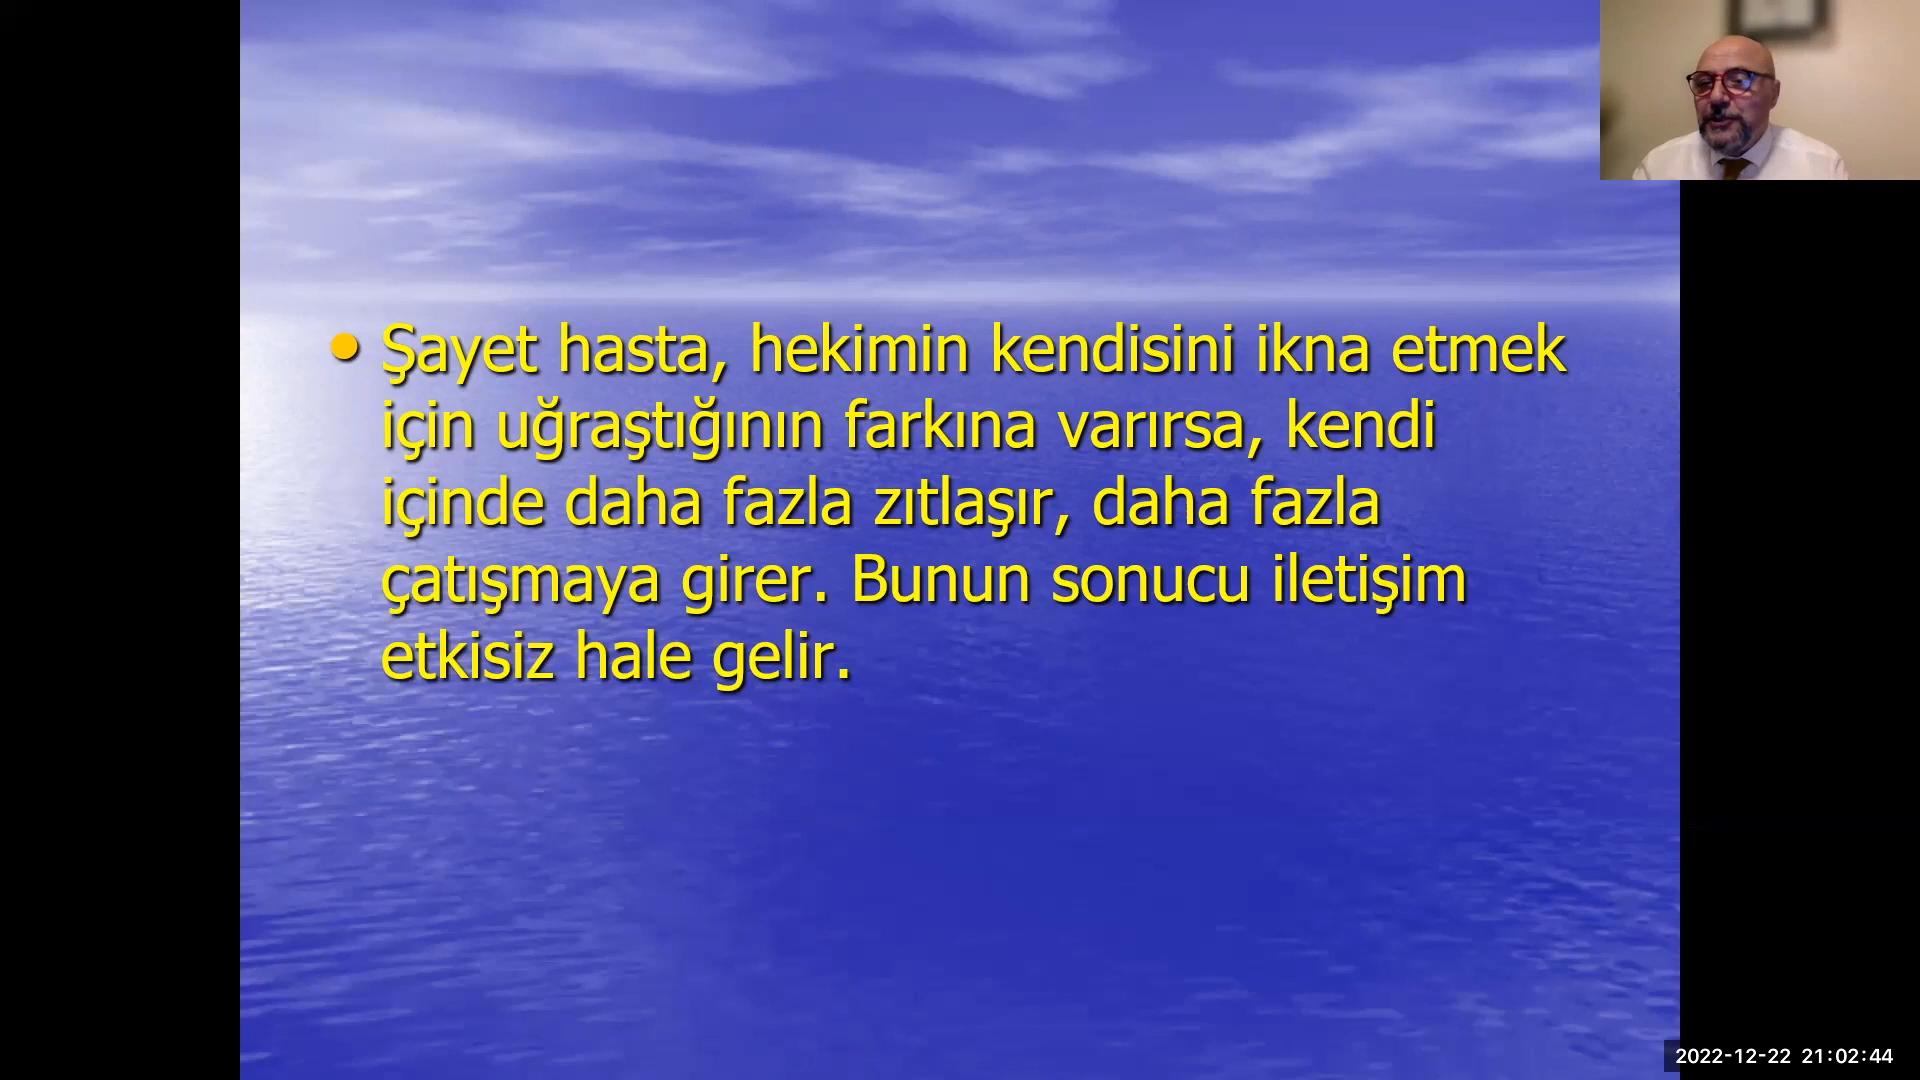 • Şayet hasta, hekimin kendisini ikna etmek
için uğraştığının farkına varırsa, kendi
içinde daha fazla zıtlaşır, daha fazla
çatışmaya girer. Bunun sonucu iletişim
etkisiz hale gelir.
2022-12-22 21:02:44